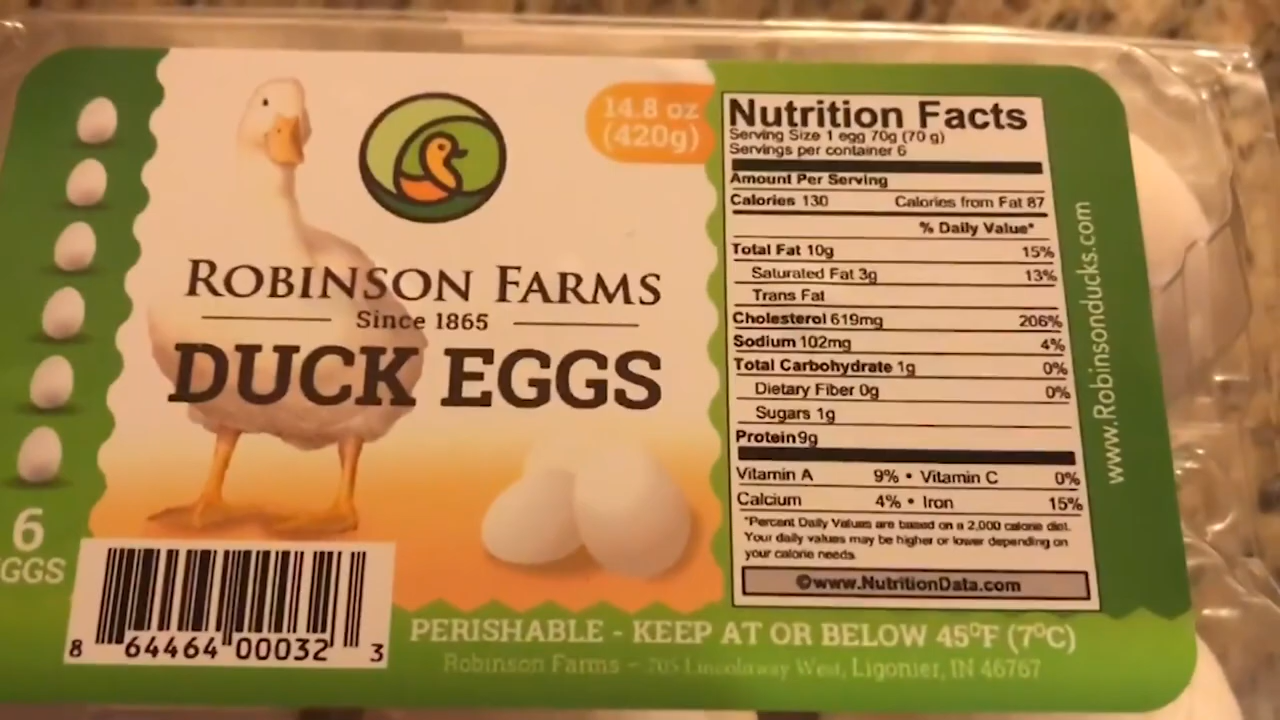 14.8 oz
(420g)
ROBINSON FARMS
Since 1865
DUCK EGGS
6
GGS
8 64464 00032 3
PERISHABLE - KEEP AT OR BELOW 45ºF (7ºC)
Robinson Farms - 705 Lincolnway West, Ligonier, IN 46767
Nutrition Facts
Serving Size 1 egg 70g (70 g)
Servings per container 6
Amount Per Serving
Calories 130 Calories from Fat 87
% Daily Value*
Total Fat 10g 15%
Saturated Fat 3g 13%
Trans Fat
Cholesterol 619mg 206%
Sodium 102mg 4%
Total Carbohydrate 1g 0%
Dietary Fiber 0g 0%
Sugars 1g
Protein 9g
Vitamin A 9% • Vitamin C 0%
Calcium 4% • Iron 15%
*Percent Daily Values are based on a 2,000 calorie diet.
Your daily values may be higher or lower depending on
your calorie needs.
©www.NutritionData.com
www.Robinsonducks.com